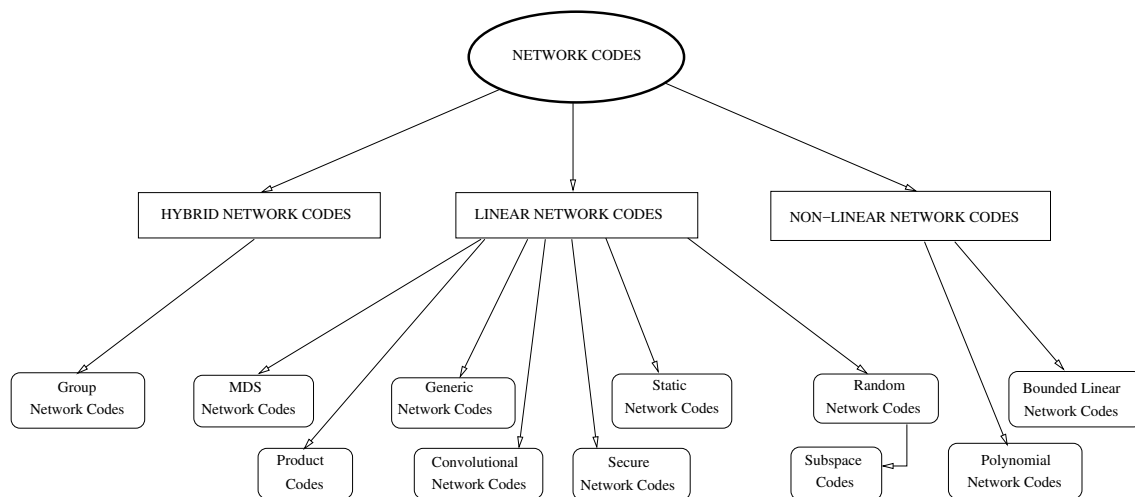 NETWORK CODES
HYBRID NETWORK CODES
LINEAR NETWORK CODES
NON−LINEAR NETWORK CODES
Group
Network Codes
MDS
Network Codes
Generic
Network Codes
Static
Network Codes
Random
Network Codes
Bounded Linear
Network Codes
Product
Codes
Convolutional
Network Codes
Secure
Network Codes
Subspace
Codes
Polynomial
Network Codes